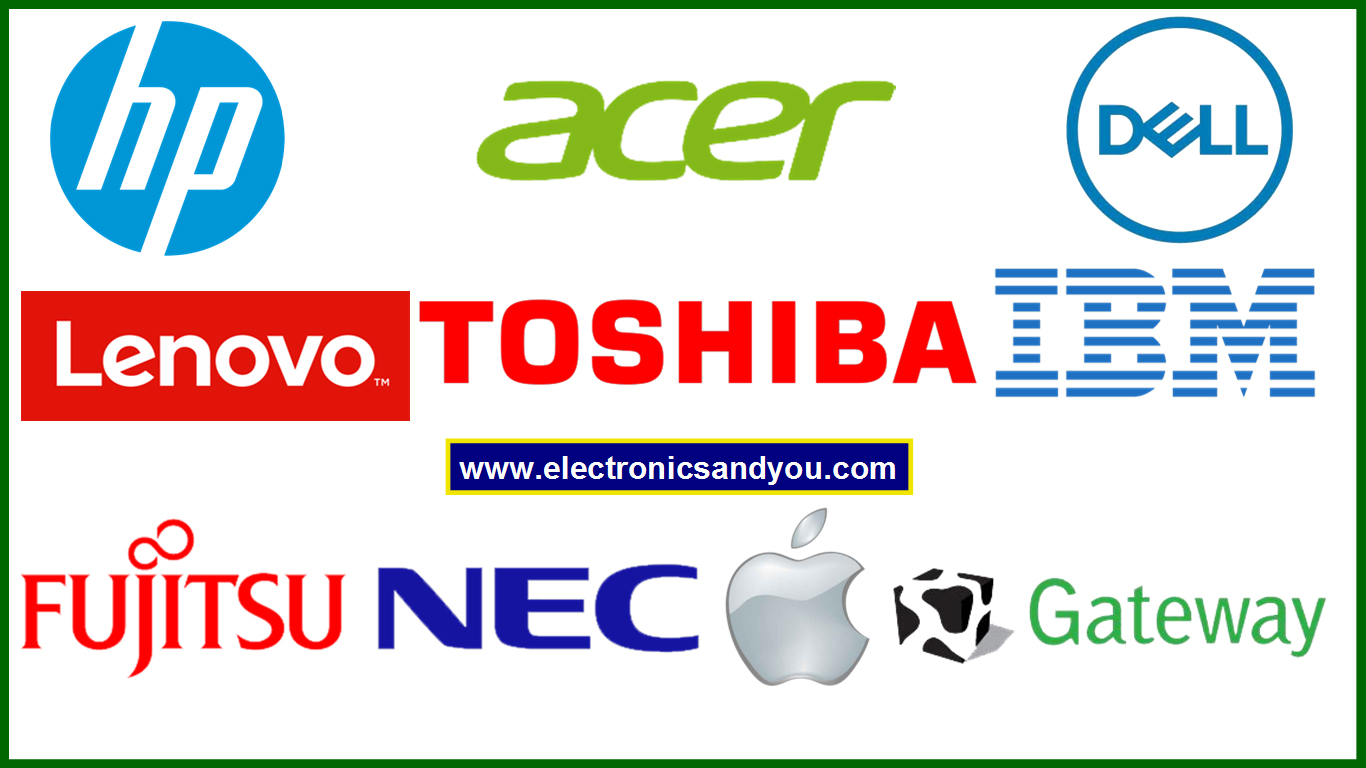 hp
acer
DELL
Lenovo™
TOSHIBA
IBM
www.electronicsandyou.com
FUJITSU
NEC
Gateway